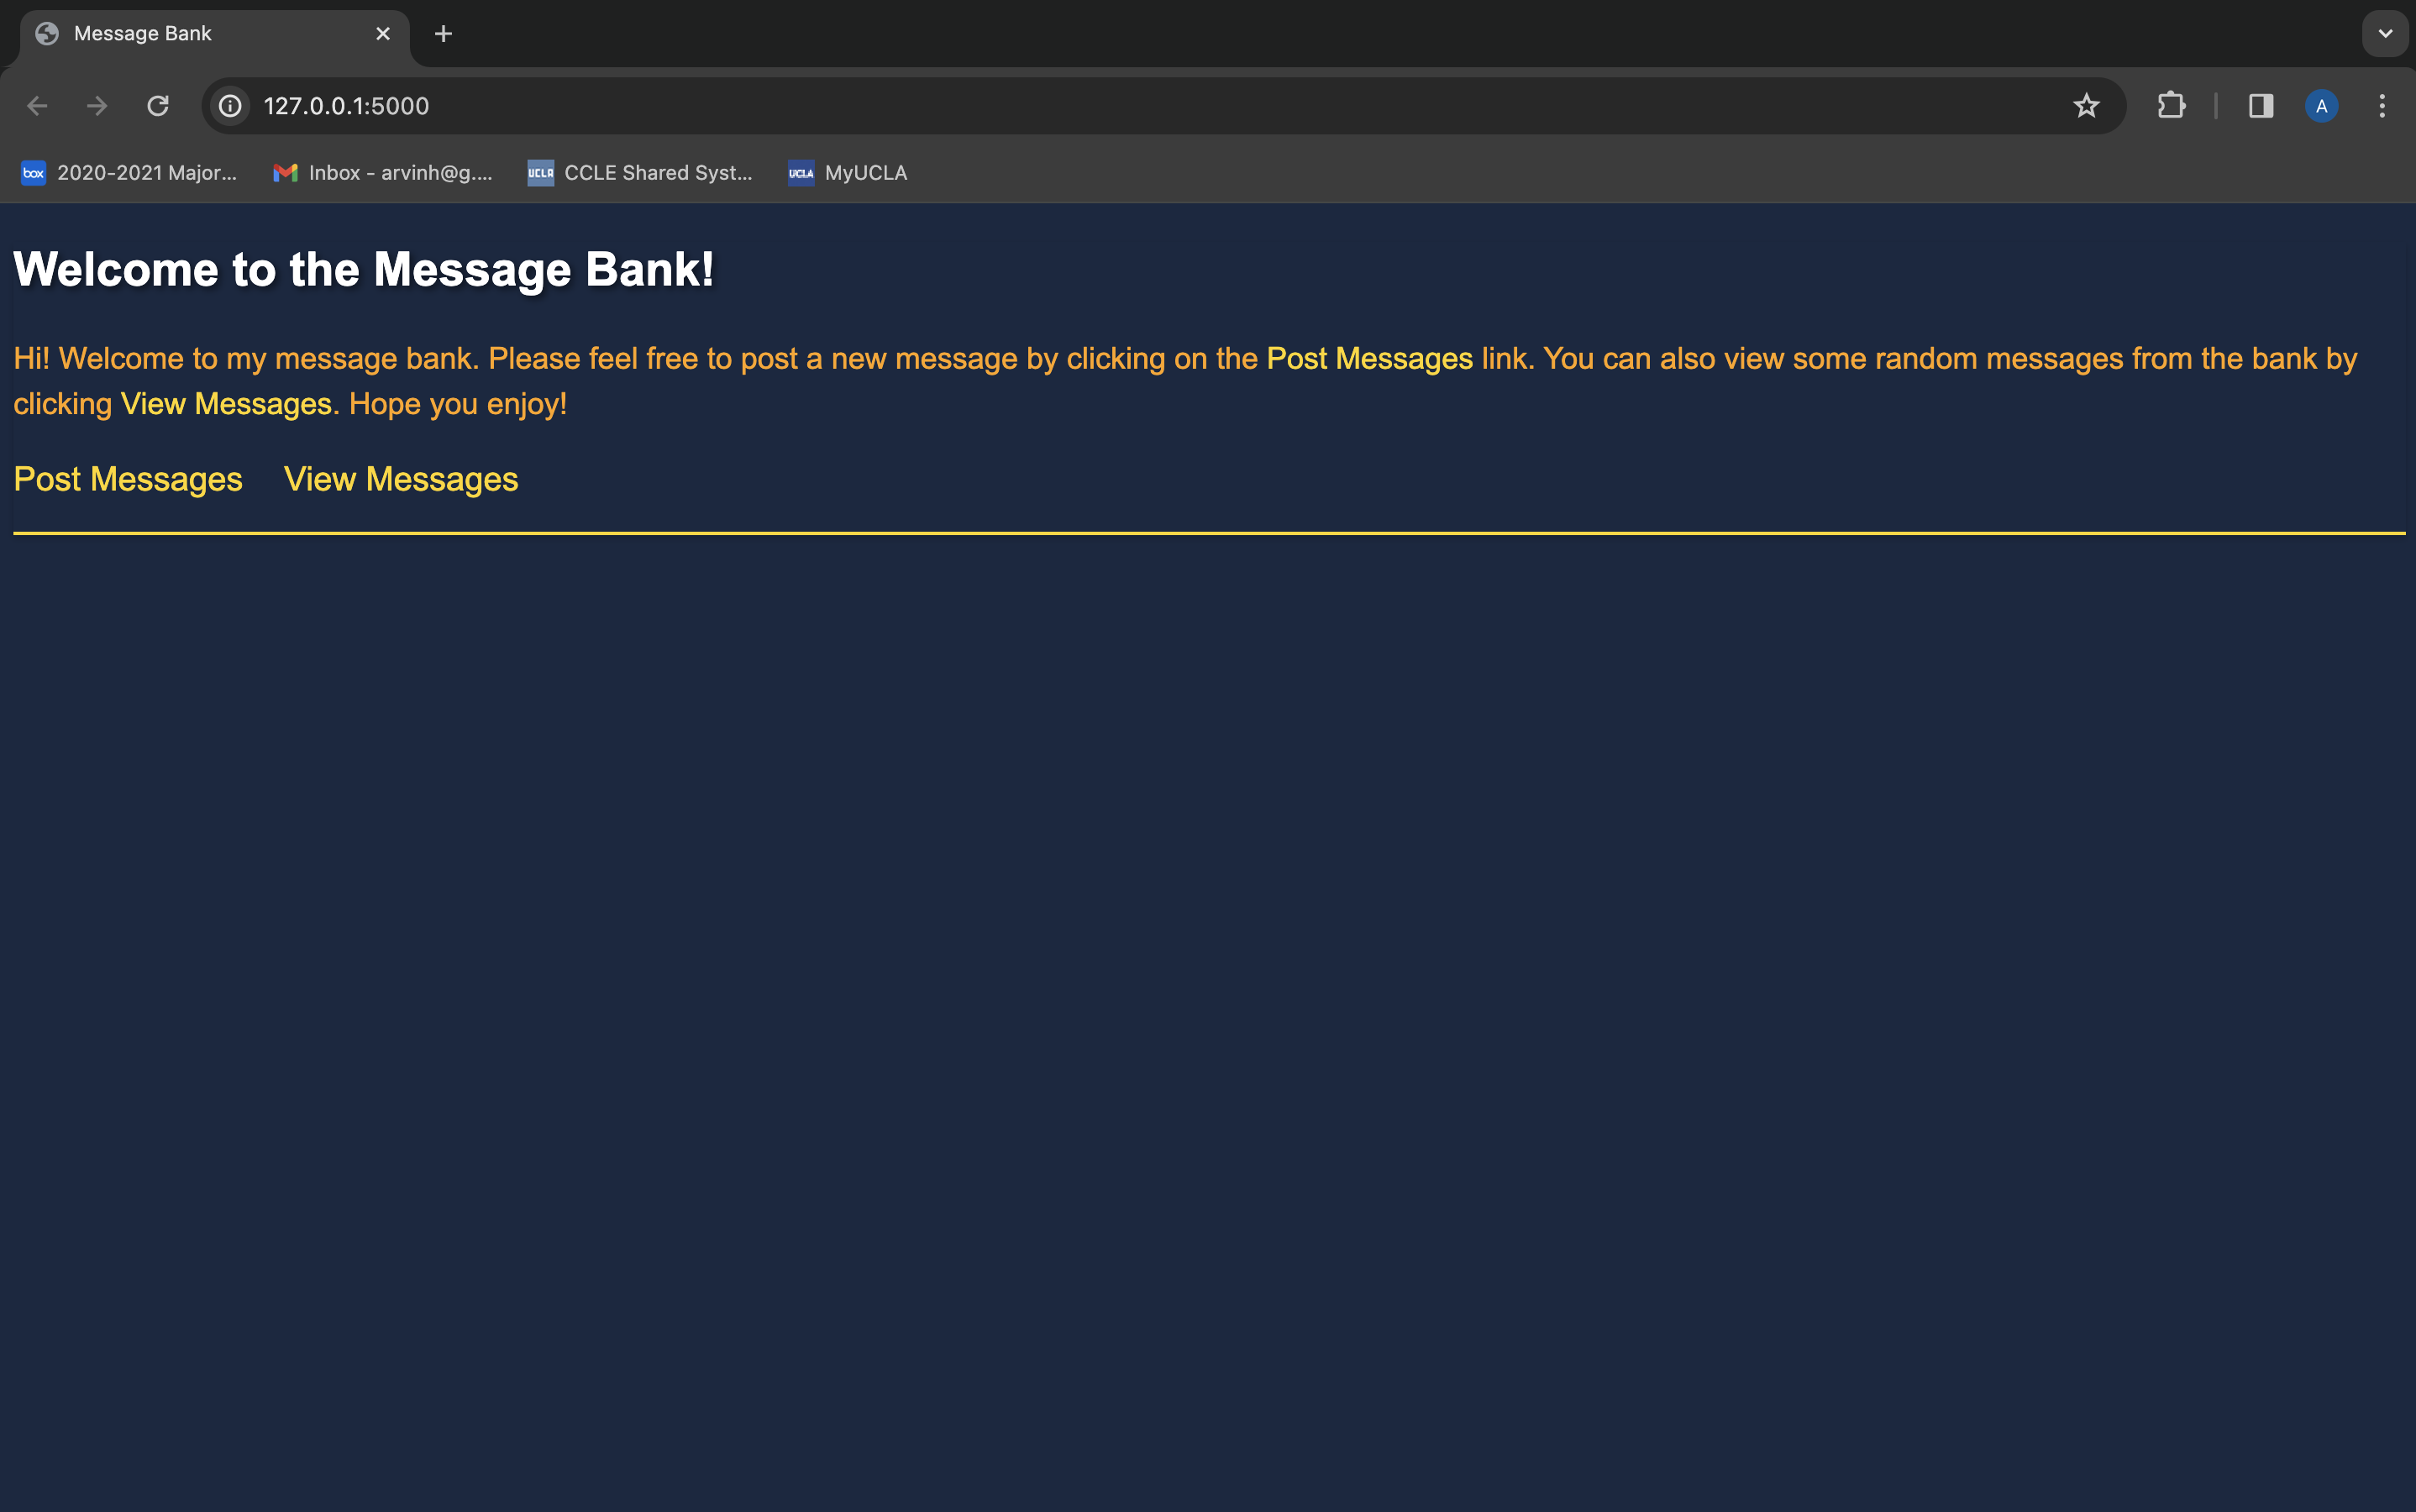 Message Bank
127.0.0.1:5000
A
box 2020-2021 Major... Inbox - arvinh@g.... UCLA CCLE Shared Syst... UCLA MyUCLA
Welcome to the Message Bank!
Hi! Welcome to my message bank. Please feel free to post a new message by clicking on the Post Messages link. You can also view some random messages from the bank by
clicking View Messages. Hope you enjoy!
Post Messages View Messages